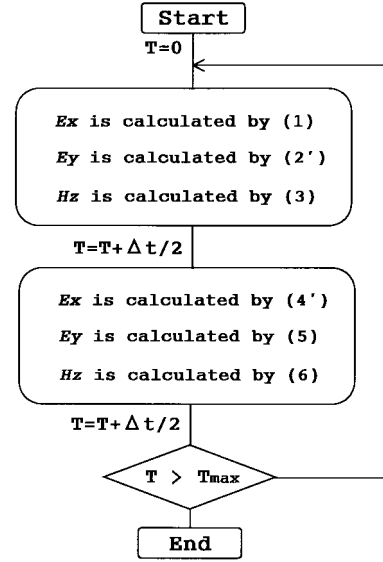 Start
T=0
Ex is calculated by (1)
Ey is calculated by (2′)
Hz is calculated by (3)
T=T+Δt/2
Ex is calculated by (4′)
Ey is calculated by (5)
Hz is calculated by (6)
T=T+Δt/2
T > Tmax
End